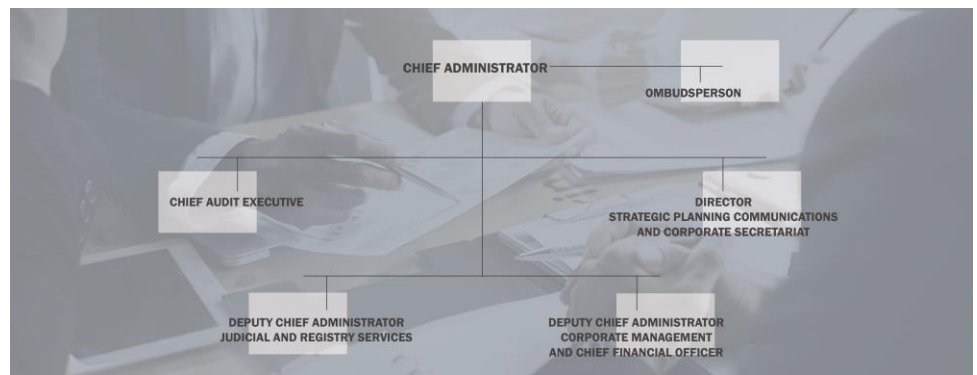 CHIEF ADMINISTRATOR
OMBUDSPERSON
CHIEF AUDIT EXECUTIVE
DIRECTOR
STRATEGIC PLANNING COMMUNICATIONS
AND CORPORATE SECRETARIAT
DEPUTY CHIEF ADMINISTRATOR
JUDICIAL AND REGISTRY SERVICES
DEPUTY CHIEF ADMINISTRATOR
CORPORATE MANAGEMENT
AND CHIEF FINANCIAL OFFICER